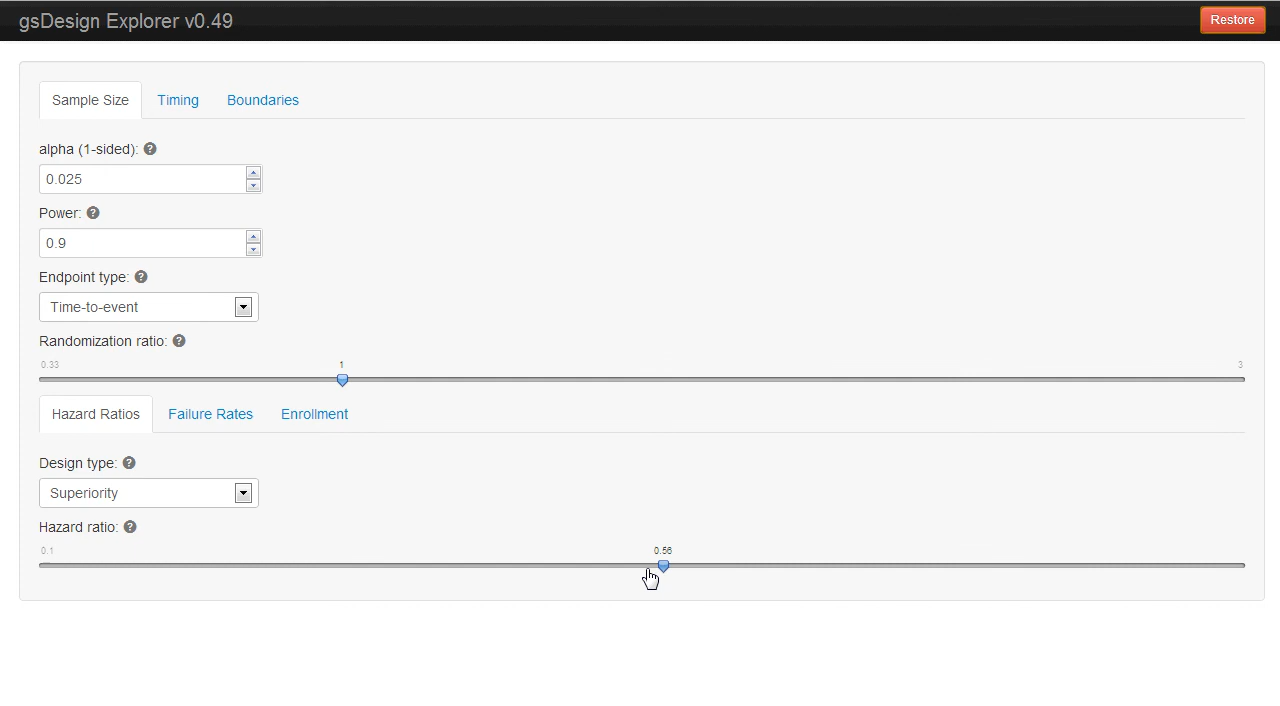 gsDesign Explorer v0.49
Restore
Sample Size Timing Boundaries
alpha (1-sided):
0.025
Power:
0.9
Endpoint type:
Time-to-event
Randomization ratio:
0.33 1 3
Hazard Ratios Failure Rates Enrollment
Design type:
Superiority
Hazard ratio:
0.1 0.56